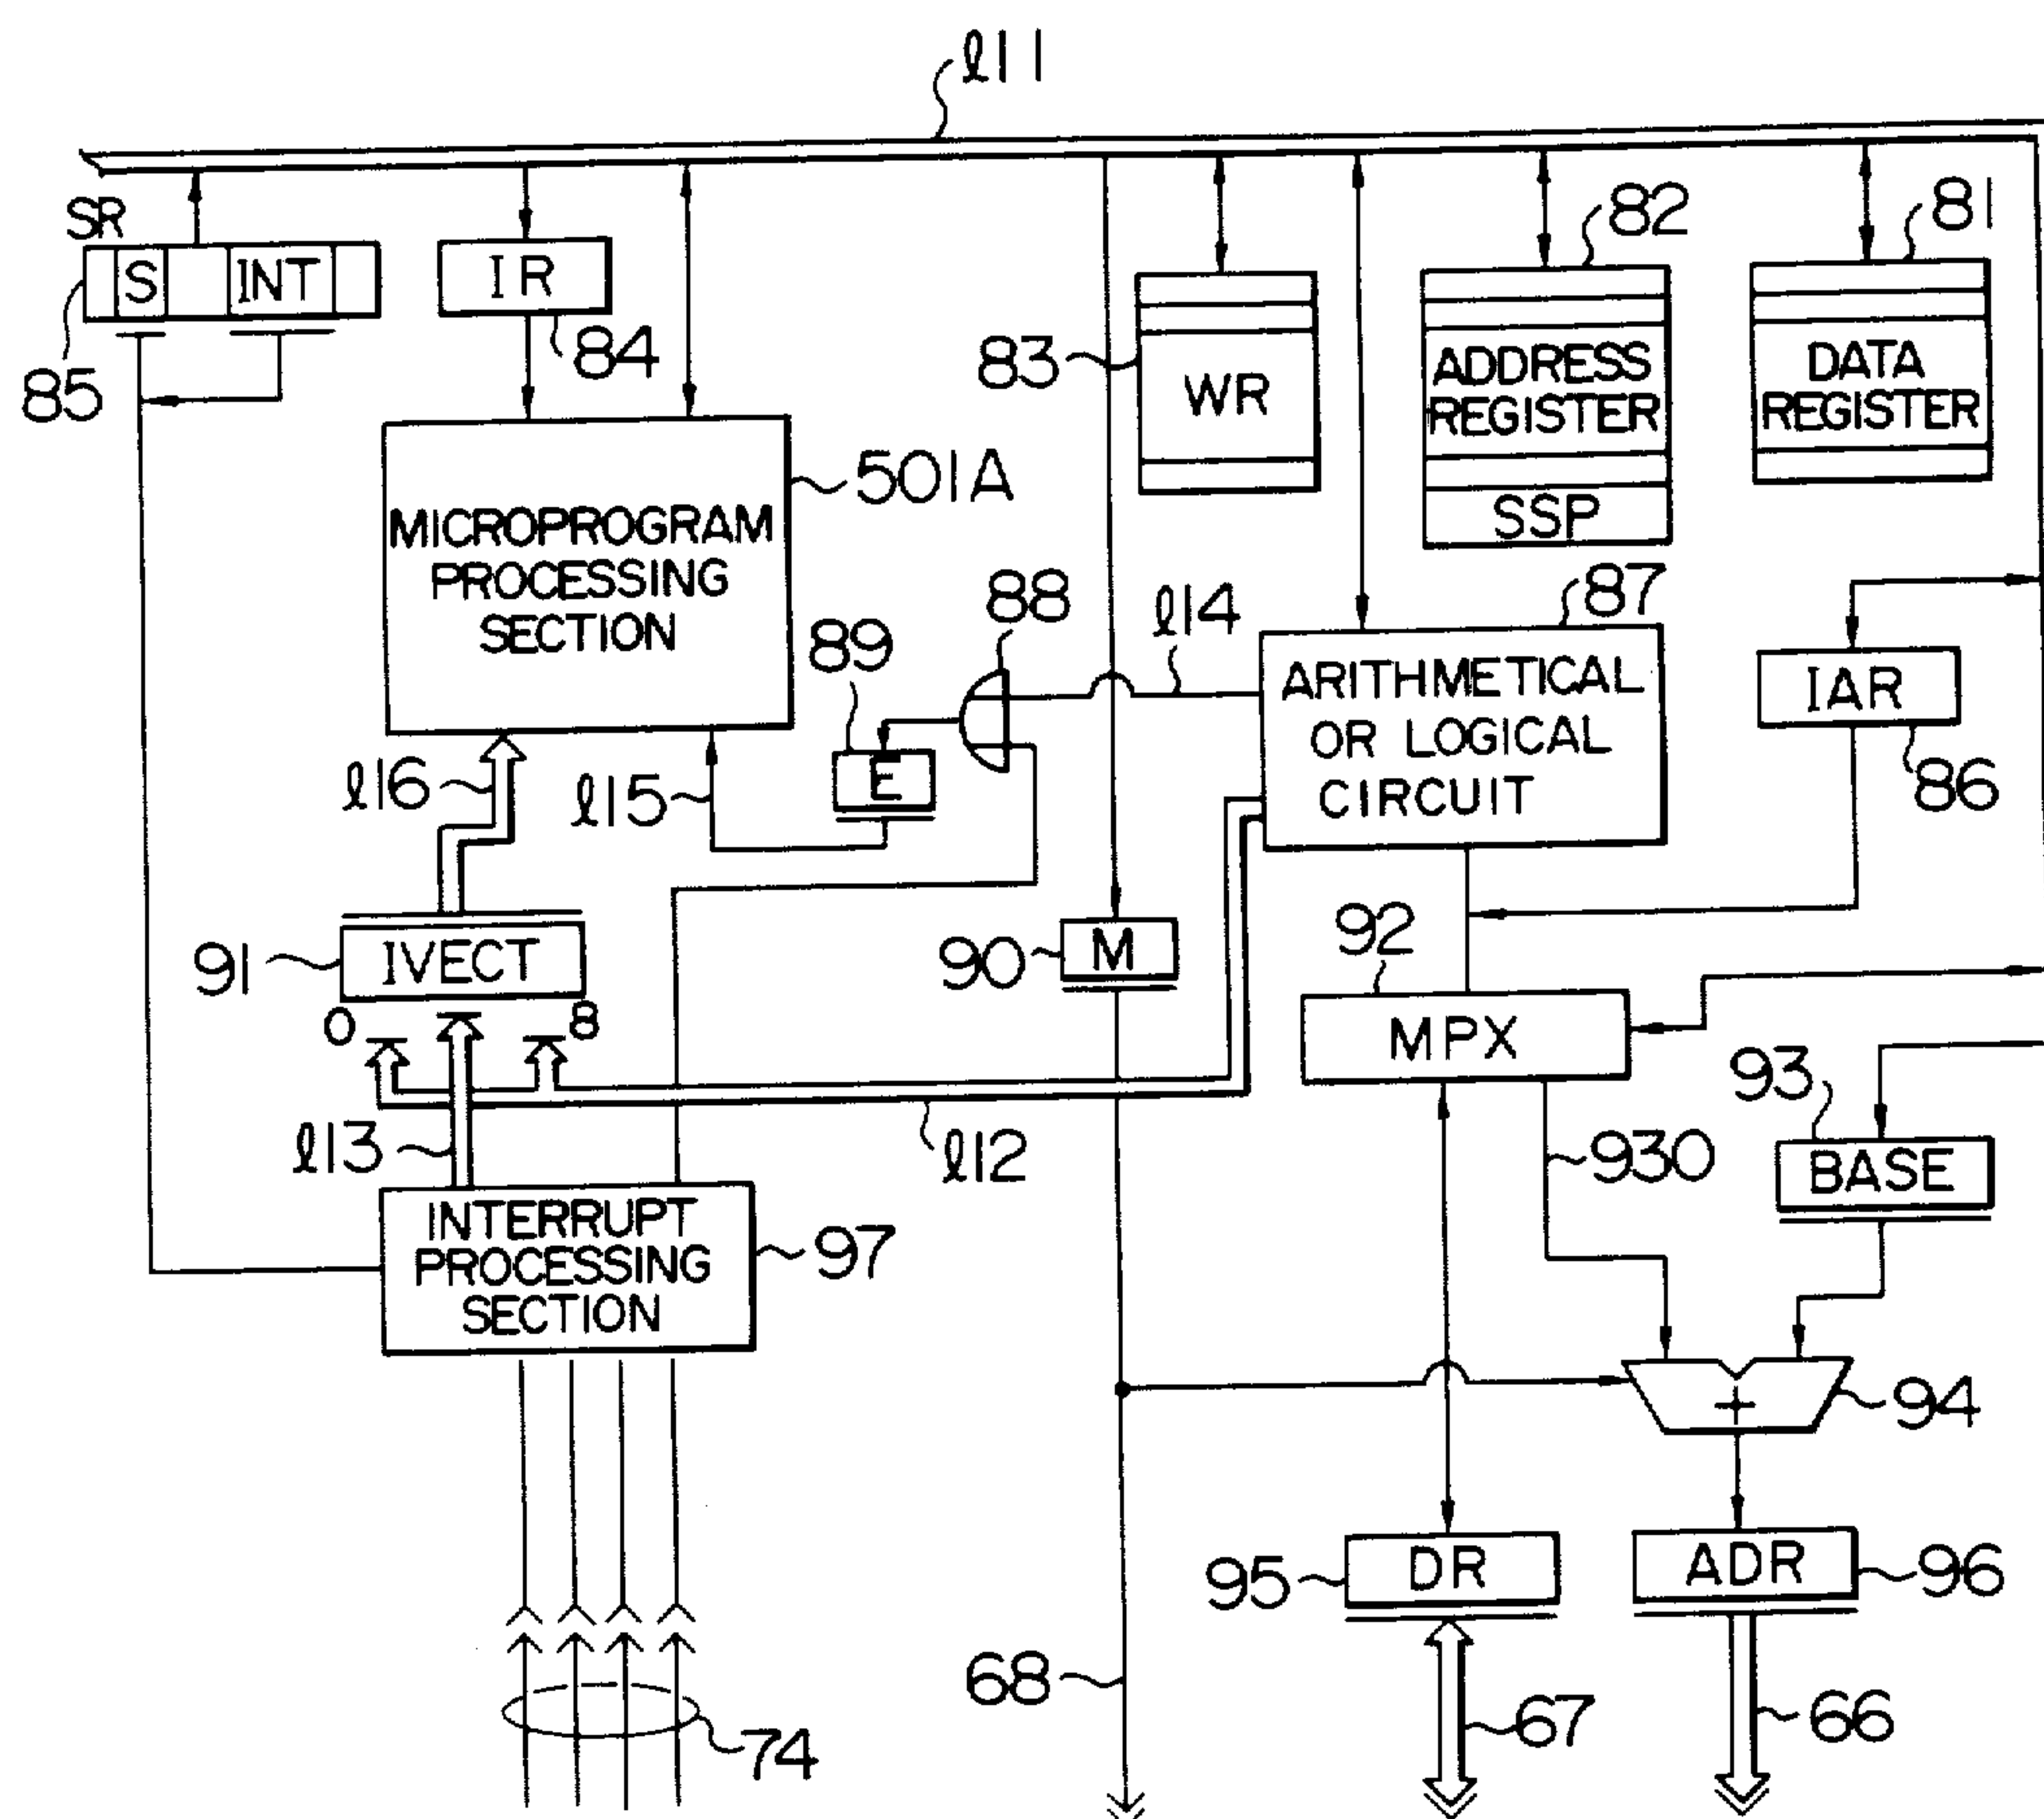 ℓ11
SR
S
INT
85
IR
84
83
WR
82
ADDRESS
REGISTER
SSP
81
DATA
REGISTER
501A
MICROPROGRAM
PROCESSING
SECTION
88
89
E
ℓ14
87
ARITHMETICAL
OR LOGICAL
CIRCUIT
IAR
86
ℓ16
ℓ15
91
IVECT
0
8
90
M
92
MPX
93
BASE
ℓ13
ℓ12
930
INTERRUPT
PROCESSING
SECTION
97
+
94
95
DR
ADR
96
68
67
66
74